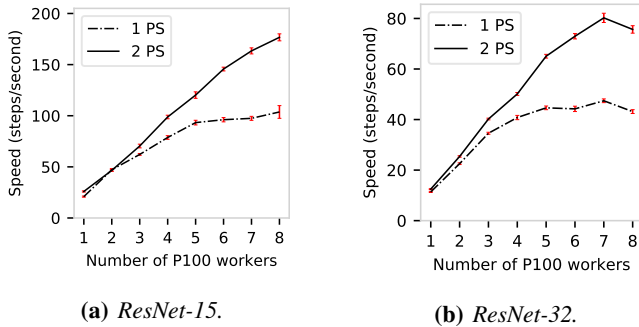 200
150
100
50
0
Speed (steps/second)
1 PS
2 PS
1 2 3 4 5 6 7 8
Number of P100 workers
(a) ResNet-15.
80
60
40
20
0
Speed (steps/second)
1 PS
2 PS
1 2 3 4 5 6 7 8
Number of P100 workers
(b) ResNet-32.